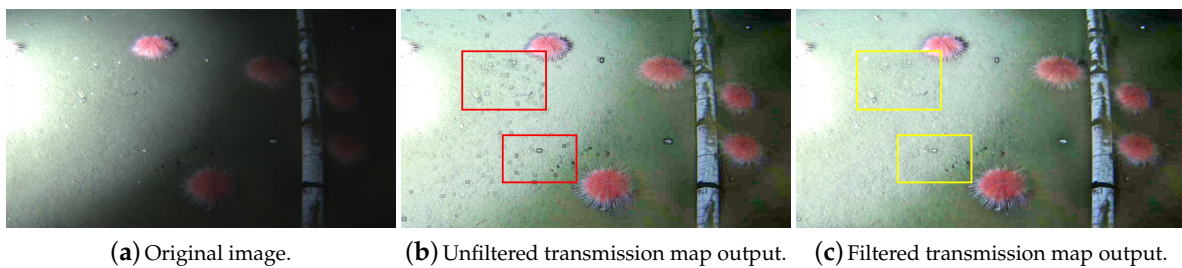 (a) Original image.
(b) Unfiltered transmission map output.
(c) Filtered transmission map output.